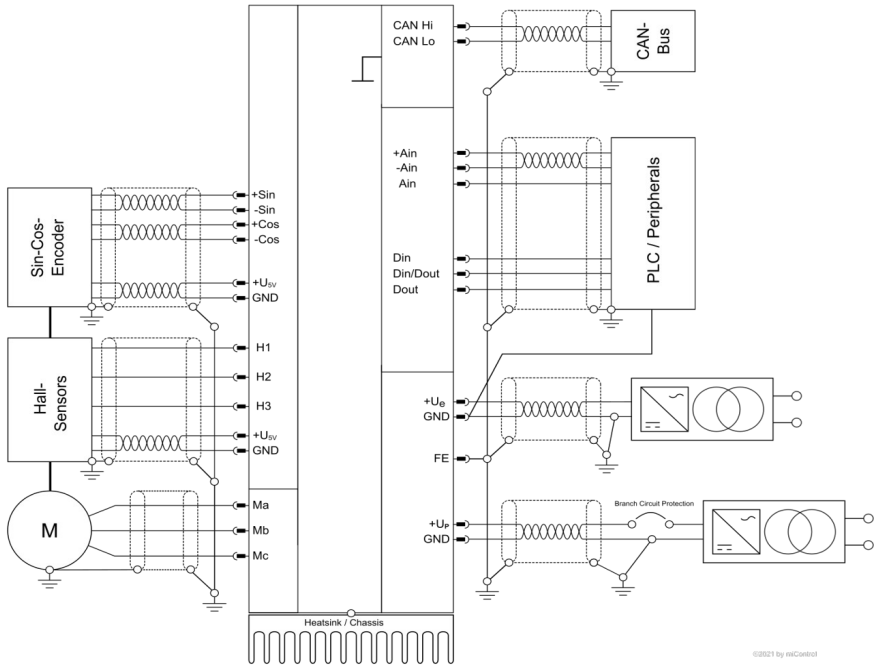 CAN Hi
CAN Lo
CAN-
Bus
+Ain
-Ain
Ain
Din
Din/Dout
Dout
PLC / Peripherals
Sin-Cos-
Encoder
+Sin
-Sin
+Cos
-Cos
+U5V
GND
Hall-
Sensors
H1
H2
H3
+U5V
GND
+Ue
GND
FE
M
Ma
Mb
Mc
+UP
GND
Branch Circuit Protection
Heatsink / Chassis
©2021 by miControl